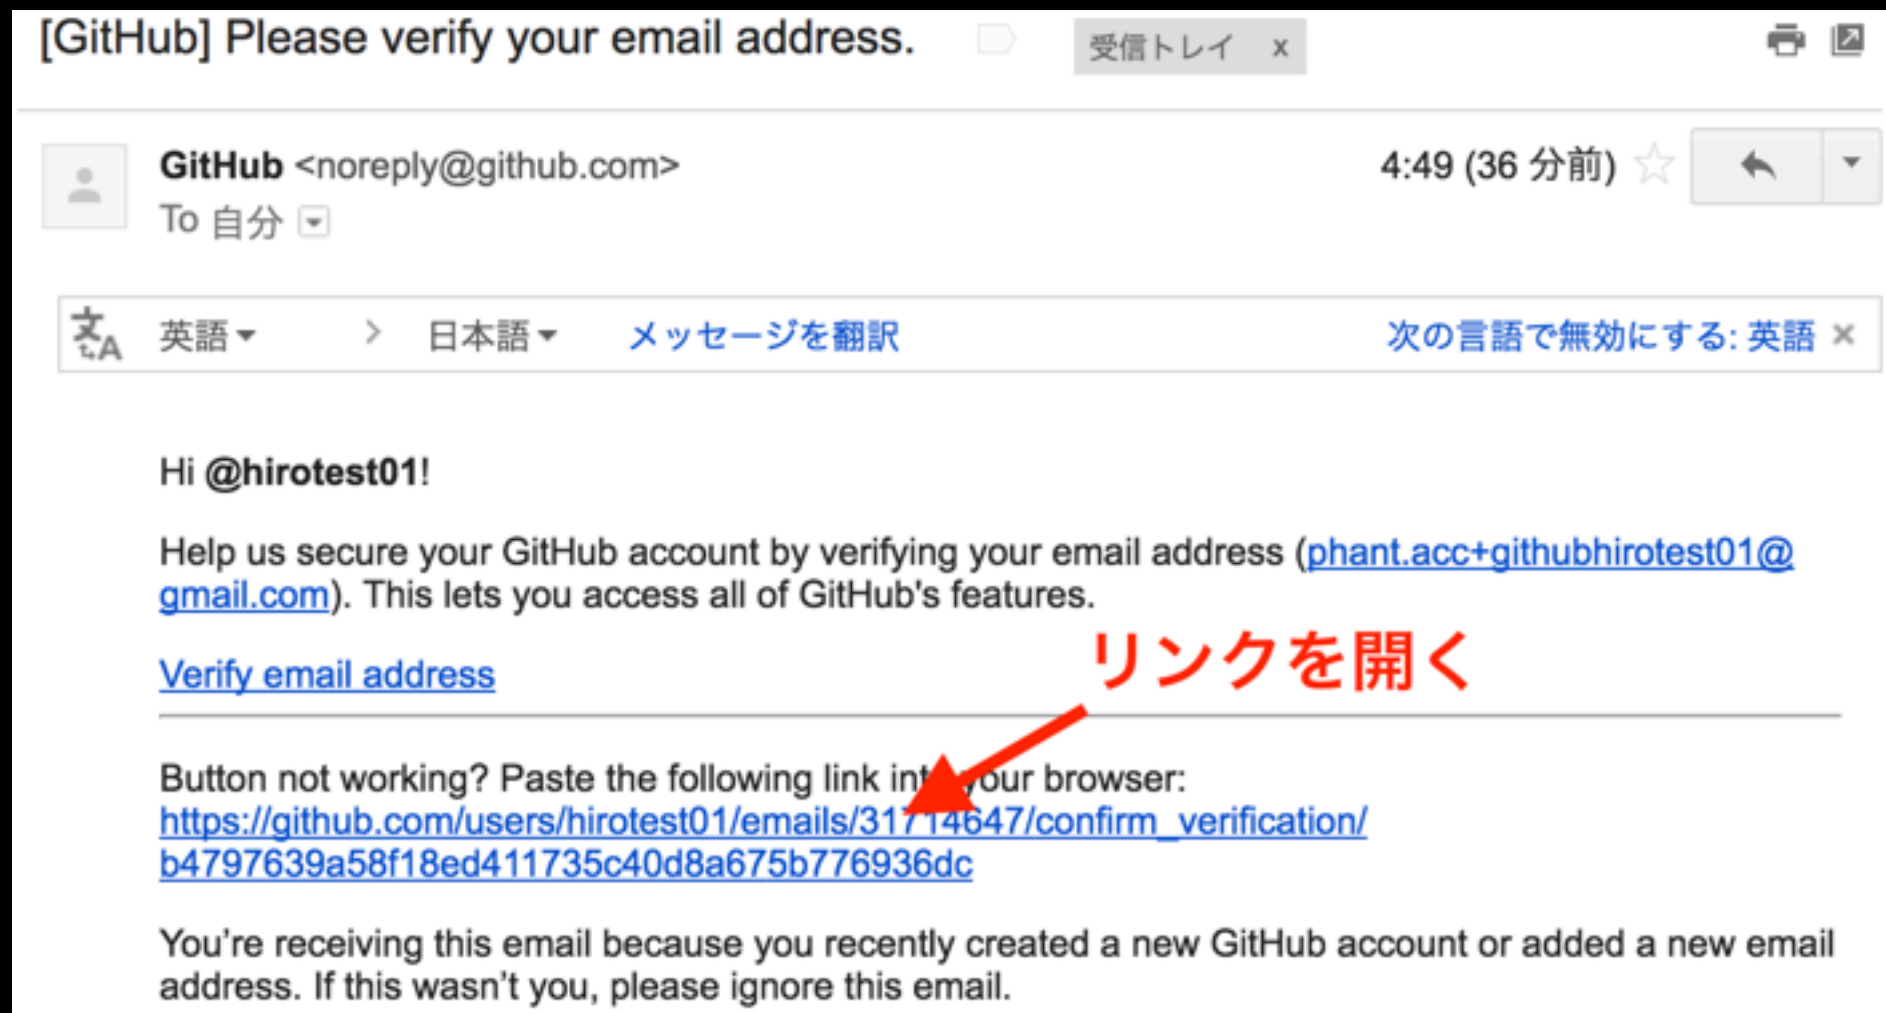 [GitHub] Please verify your email address. 受信トレイ x
GitHub <noreply@github.com> 4:49 (36 分前)
To 自分
文A 英語 > 日本語 メッセージを翻訳 次の言語で無効にする: 英語 ×
Hi @hirotest01!
Help us secure your GitHub account by verifying your email address (phant.acc+githubhirotest01@
gmail.com). This lets you access all of GitHub's features.
リンクを開く
Verify email address
Button not working? Paste the following link into your browser:
https://github.com/users/hirotest01/emails/31714647/confirm_verification/
b4797639a58f18ed411735c40d8a675b776936dc
You’re receiving this email because you recently created a new GitHub account or added a new email
address. If this wasn’t you, please ignore this email.